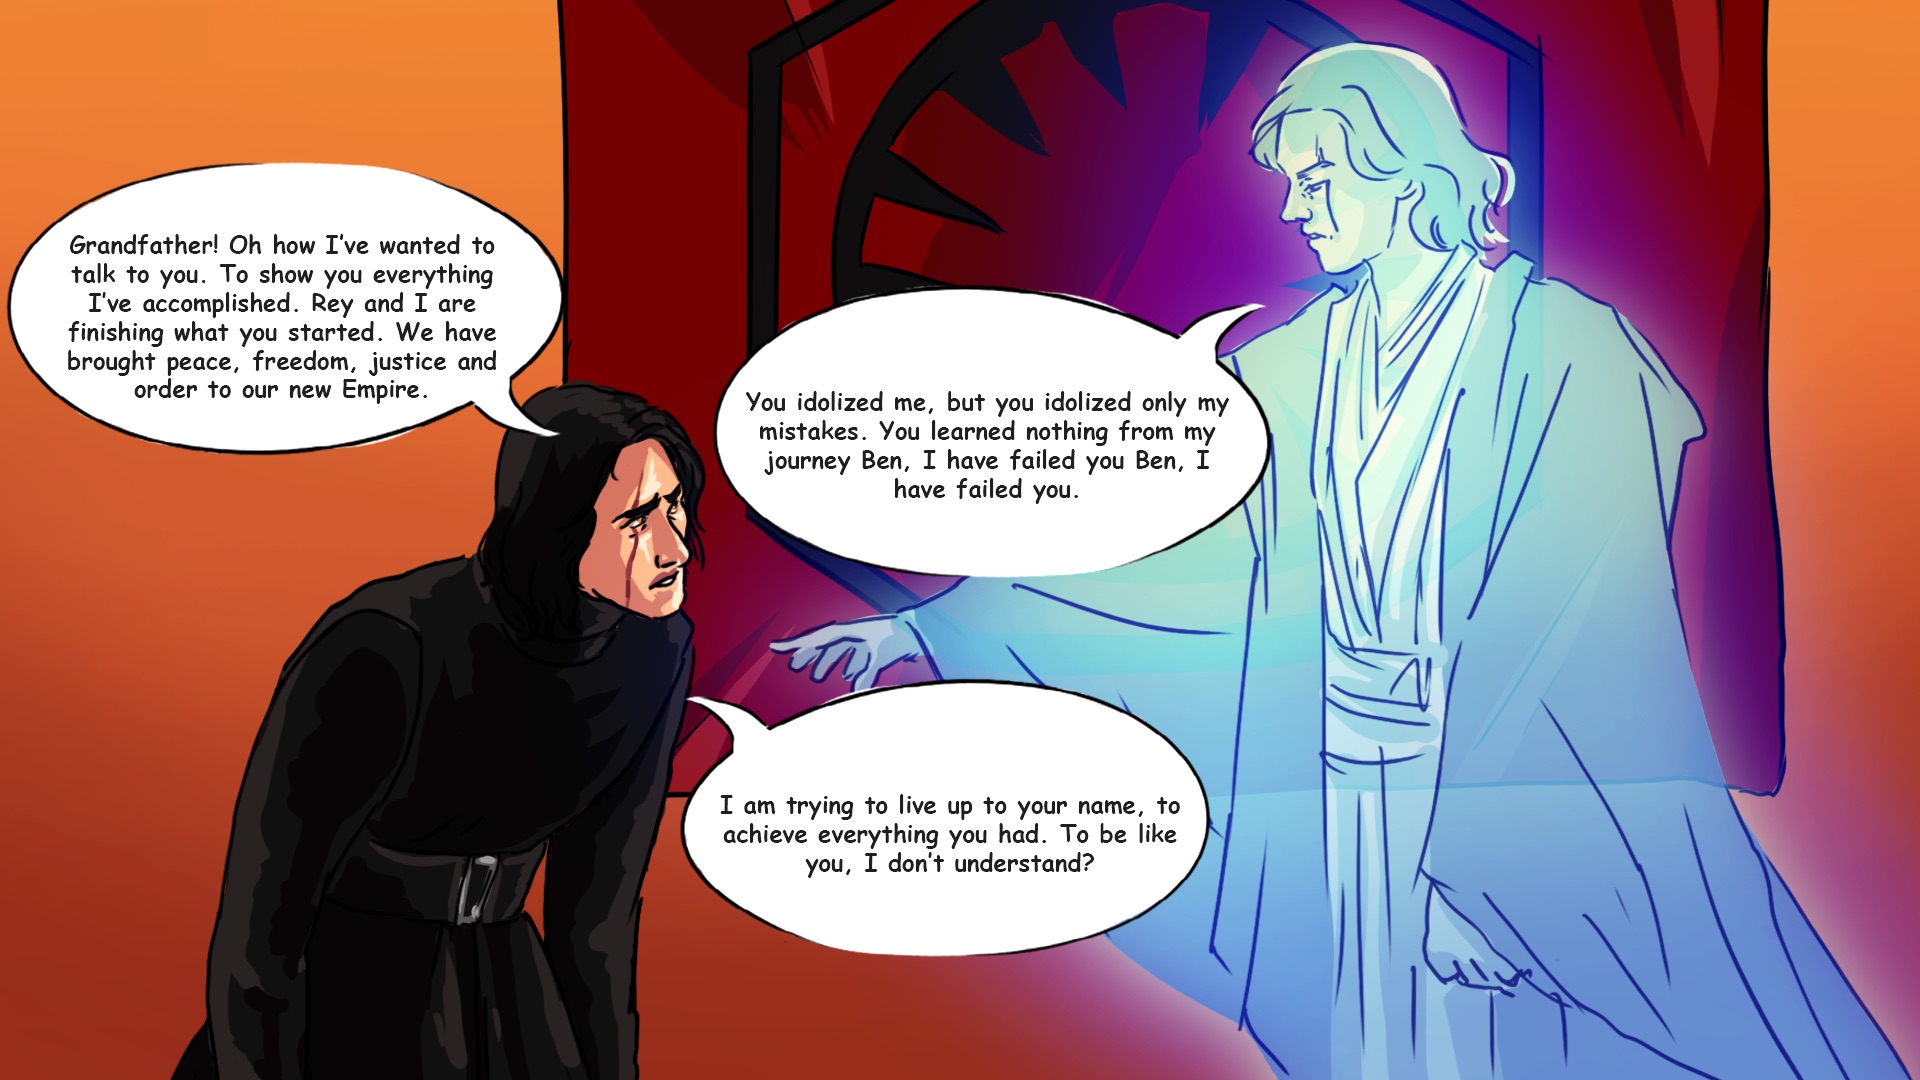 Grandfather! Oh how I've wanted to
talk to you. To show you everything
I've accomplished. Rey and I are
finishing what you started. We have
brought peace, freedom, justice and
order to our new Empire.
You idolized me, but you idolized only my
mistakes. You learned nothing from my
journey Ben, I have failed you Ben, I
have failed you.
I am trying to live up to your name, to
achieve everything you had. To be like
you, I don't understand?